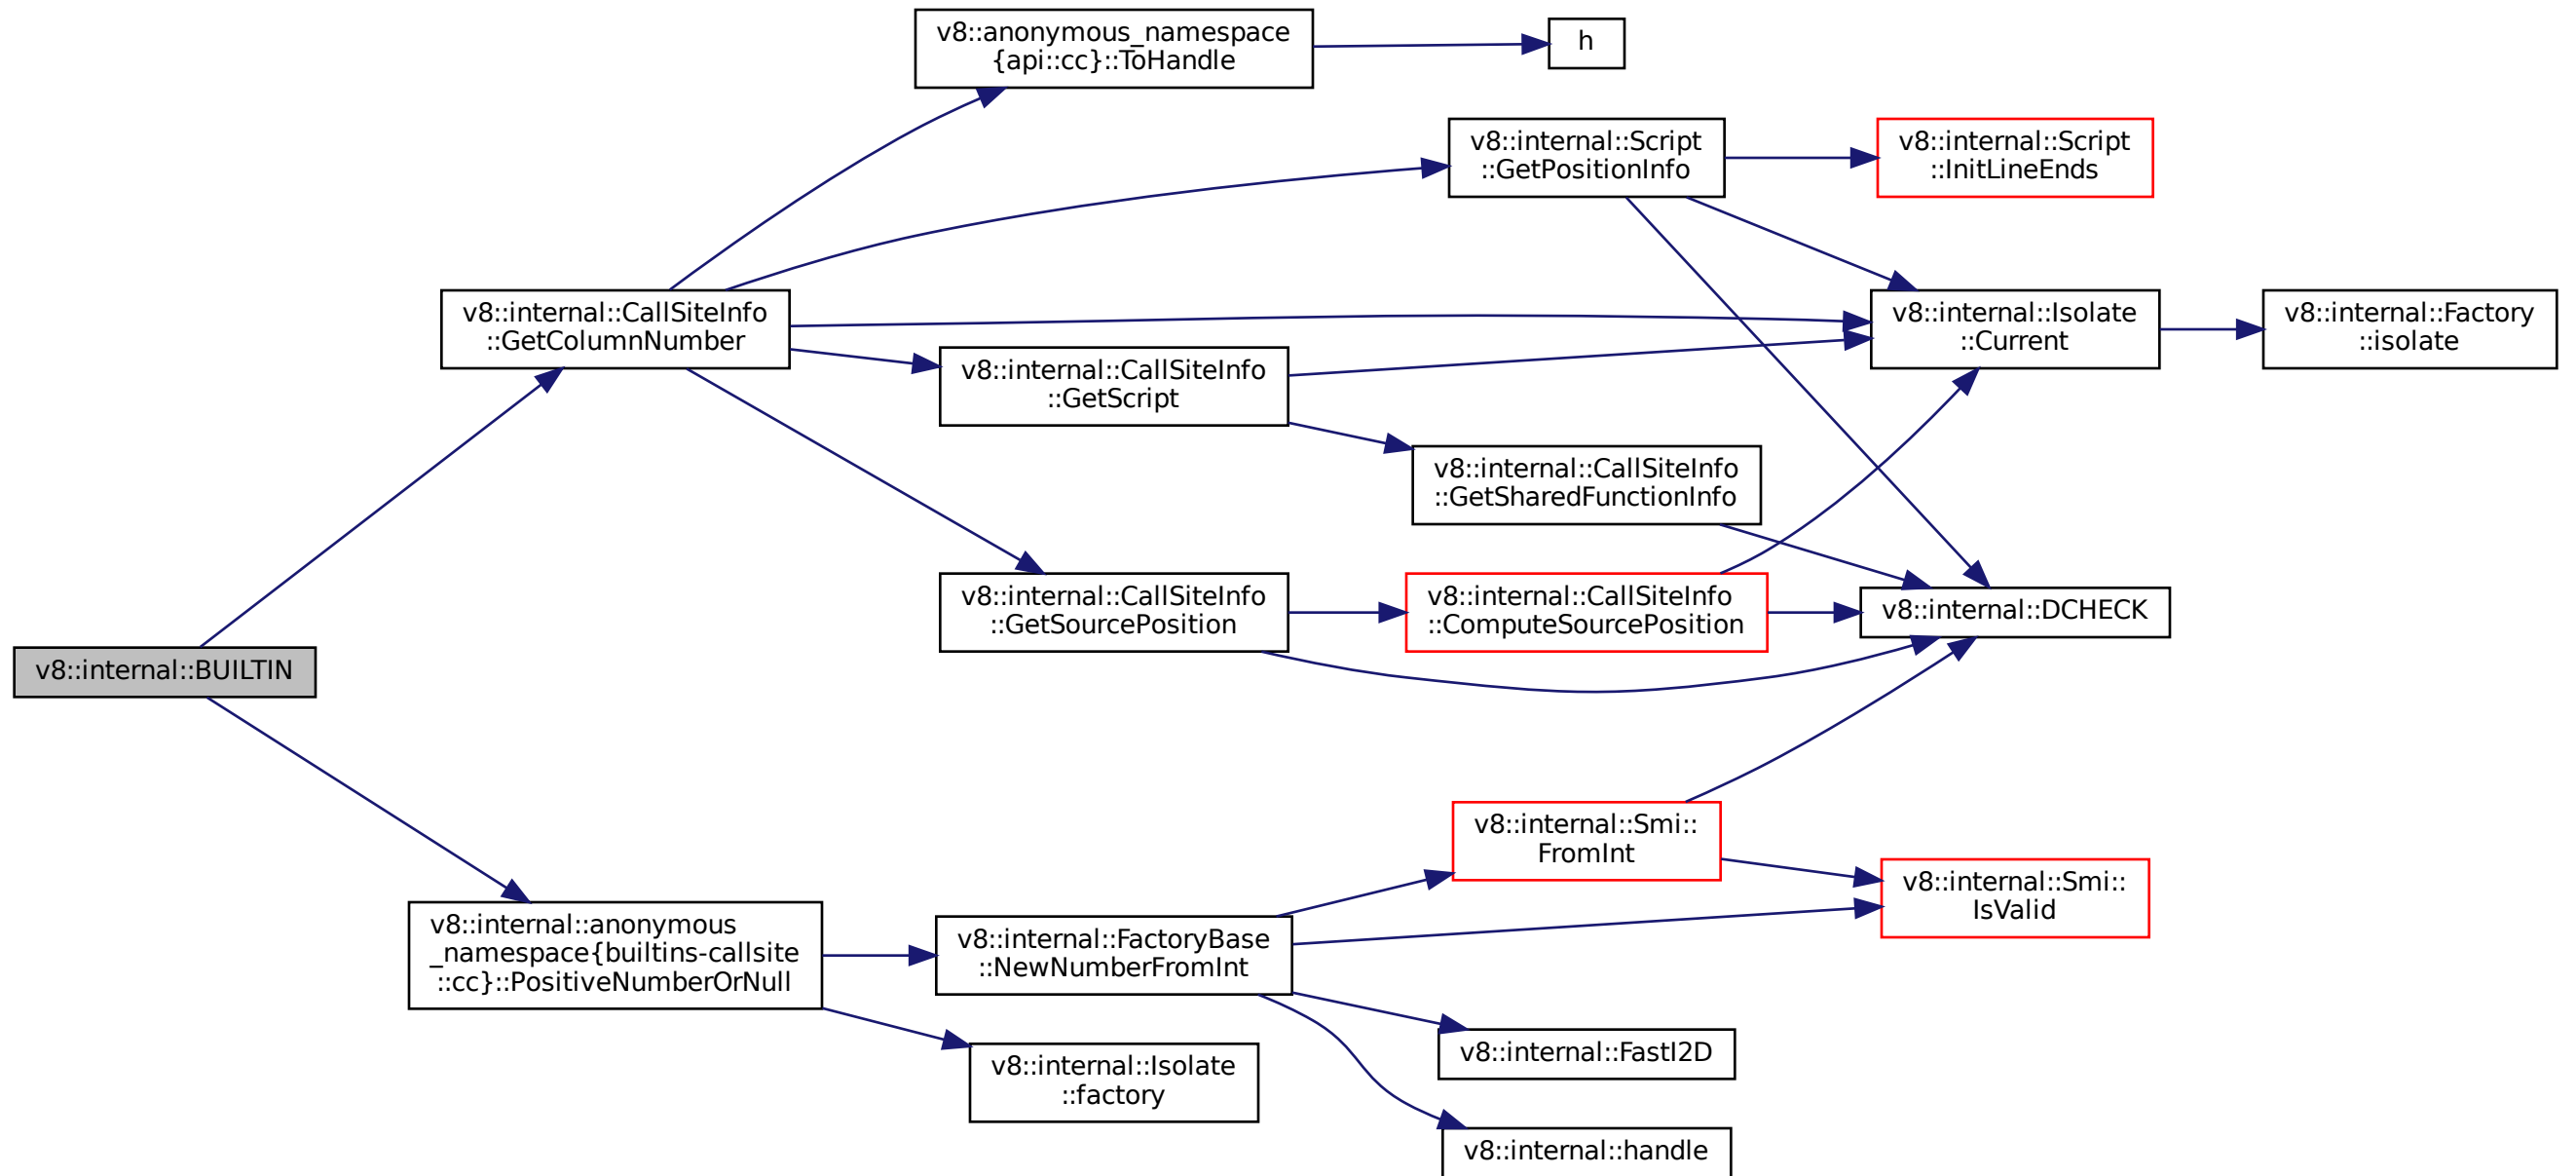 v8::anonymous_namespace
{api::cc}::ToHandle
h
v8::internal::Script
::GetPositionInfo
v8::internal::Script
::InitLineEnds
v8::internal::CallSiteInfo
::GetColumnNumber
v8::internal::Isolate
::Current
v8::internal::Factory
::isolate
v8::internal::CallSiteInfo
::GetScript
v8::internal::CallSiteInfo
::GetSharedFunctionInfo
v8::internal::CallSiteInfo
::GetSourcePosition
v8::internal::CallSiteInfo
::ComputeSourcePosition
v8::internal::DCHECK
v8::internal::BUILTIN
v8::internal::Smi::
FromInt
v8::internal::Smi::
IsValid
v8::internal::anonymous
_namespace{builtins-callsite
::cc}::PositiveNumberOrNull
v8::internal::FactoryBase
::NewNumberFromInt
v8::internal::FastI2D
v8::internal::Isolate
::factory
v8::internal::handle